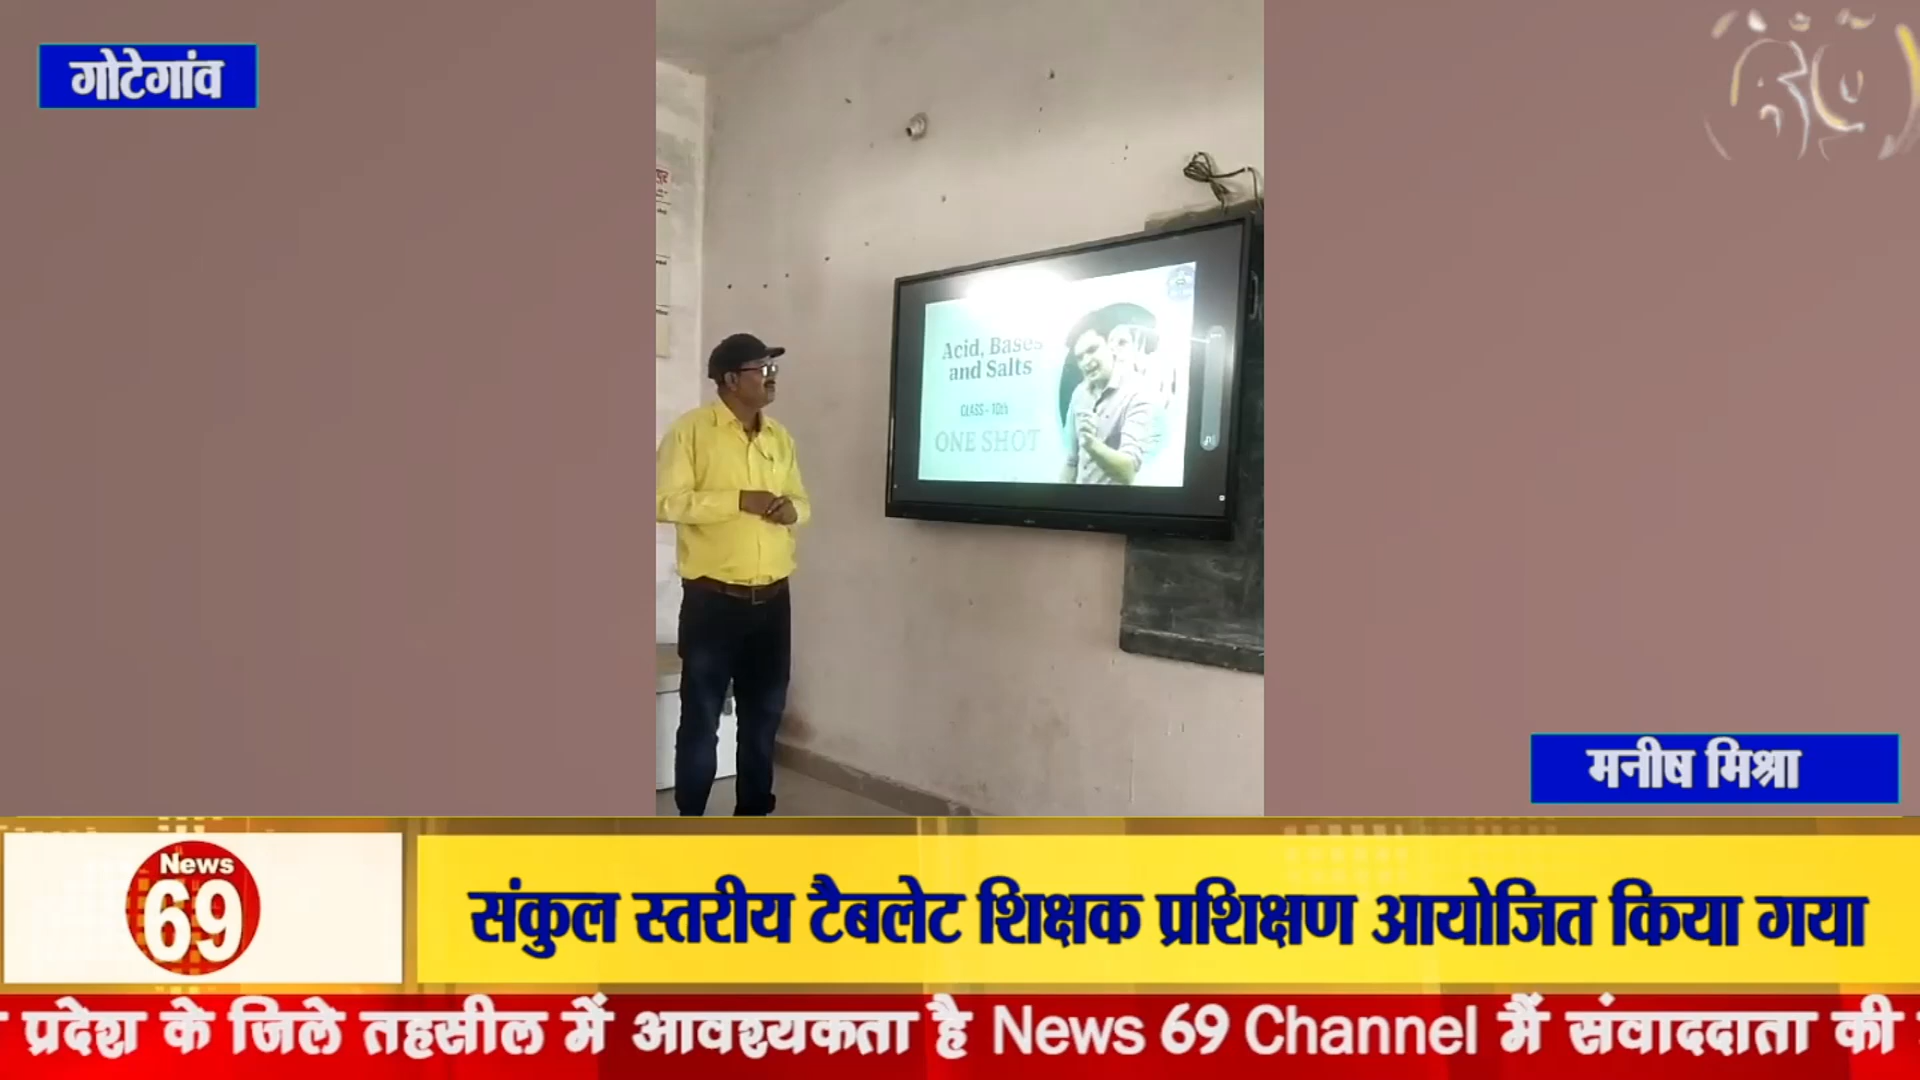 गोटेगांव
Acid, Bases
and Salts
CLASS - 10th
ONE SHOT
मनीष मिश्रा
News
69
संकुल स्तरीय टैबलेट शिक्षक प्रशिक्षण आयोजित किया गया
प्रदेश के जिले तहसील में आवश्यकता है News 69 Channel मैं संवाददाता की